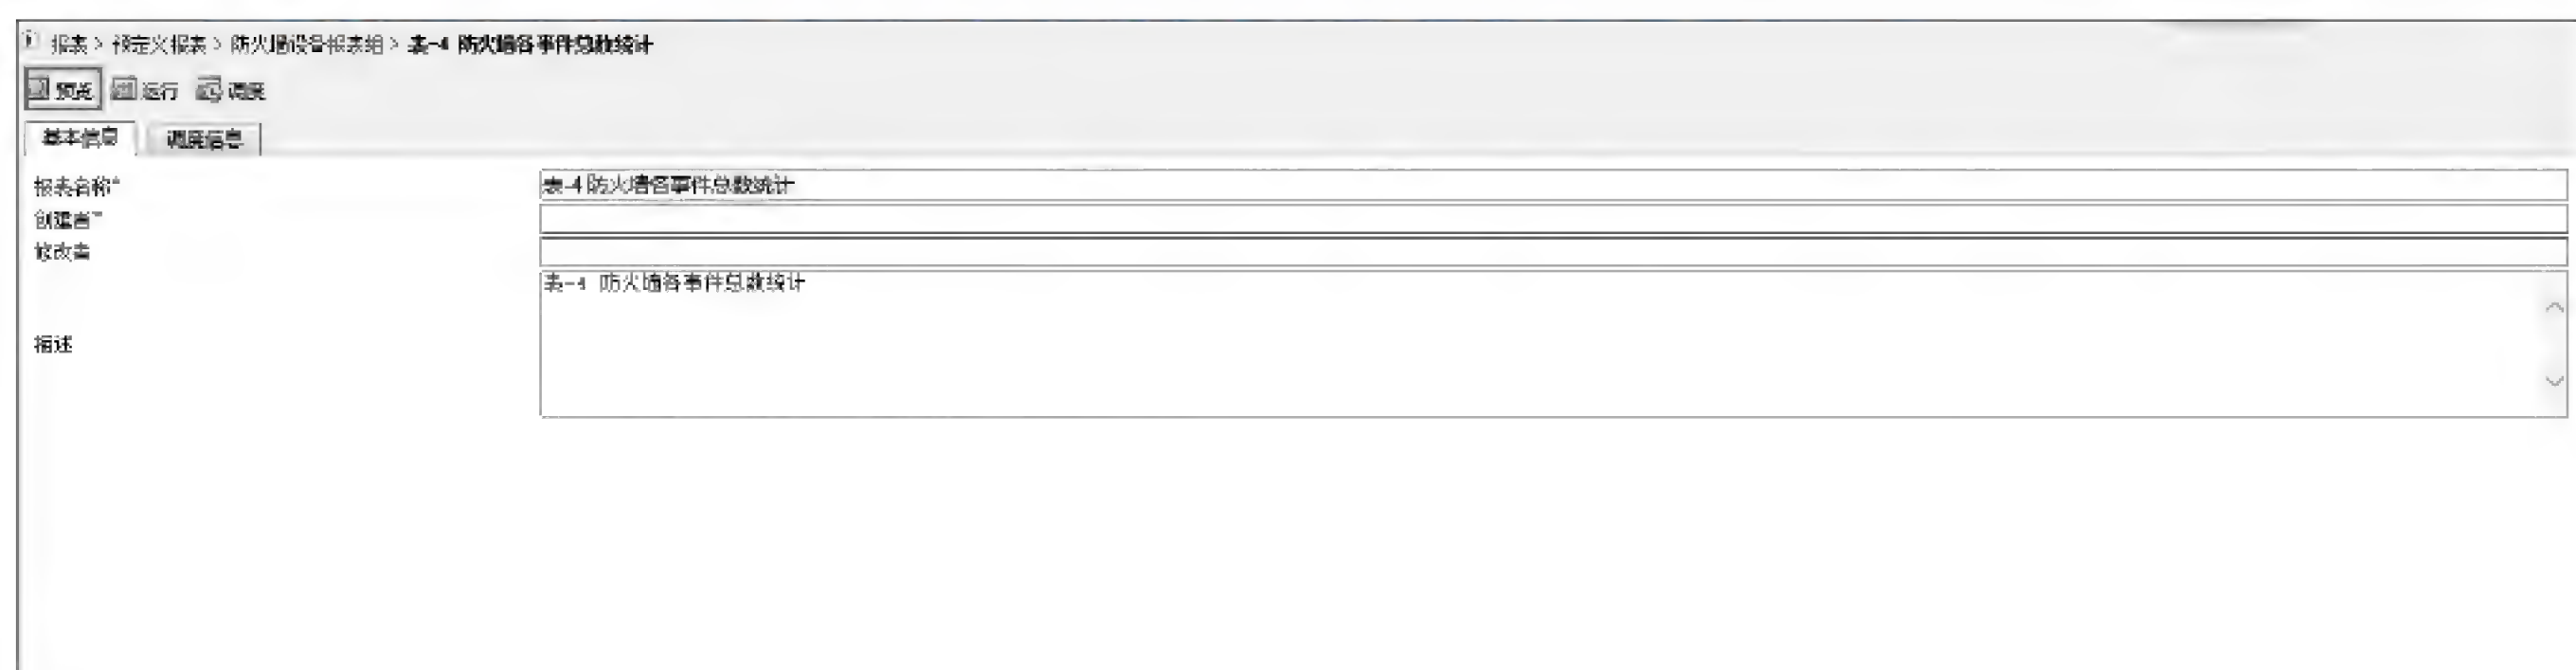 报表 > 预定义报表 > 防火墙设备报表组 > 表-4 防火墙各事件总数统计
预览 运行 调度
基本信息 调度信息
报表名称* 表-4 防火墙各事件总数统计
创建者*
修改者
表-4 防火墙各事件总数统计
描述